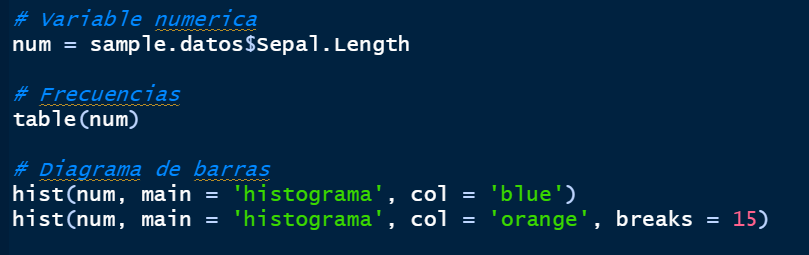 # Variable numerica
num = sample.datos$Sepal.Length
# Frecuencias
table(num)
# Diagrama de barras
hist(num, main = 'histograma', col = 'blue')
hist(num, main = 'histograma', col = 'orange', breaks = 15)